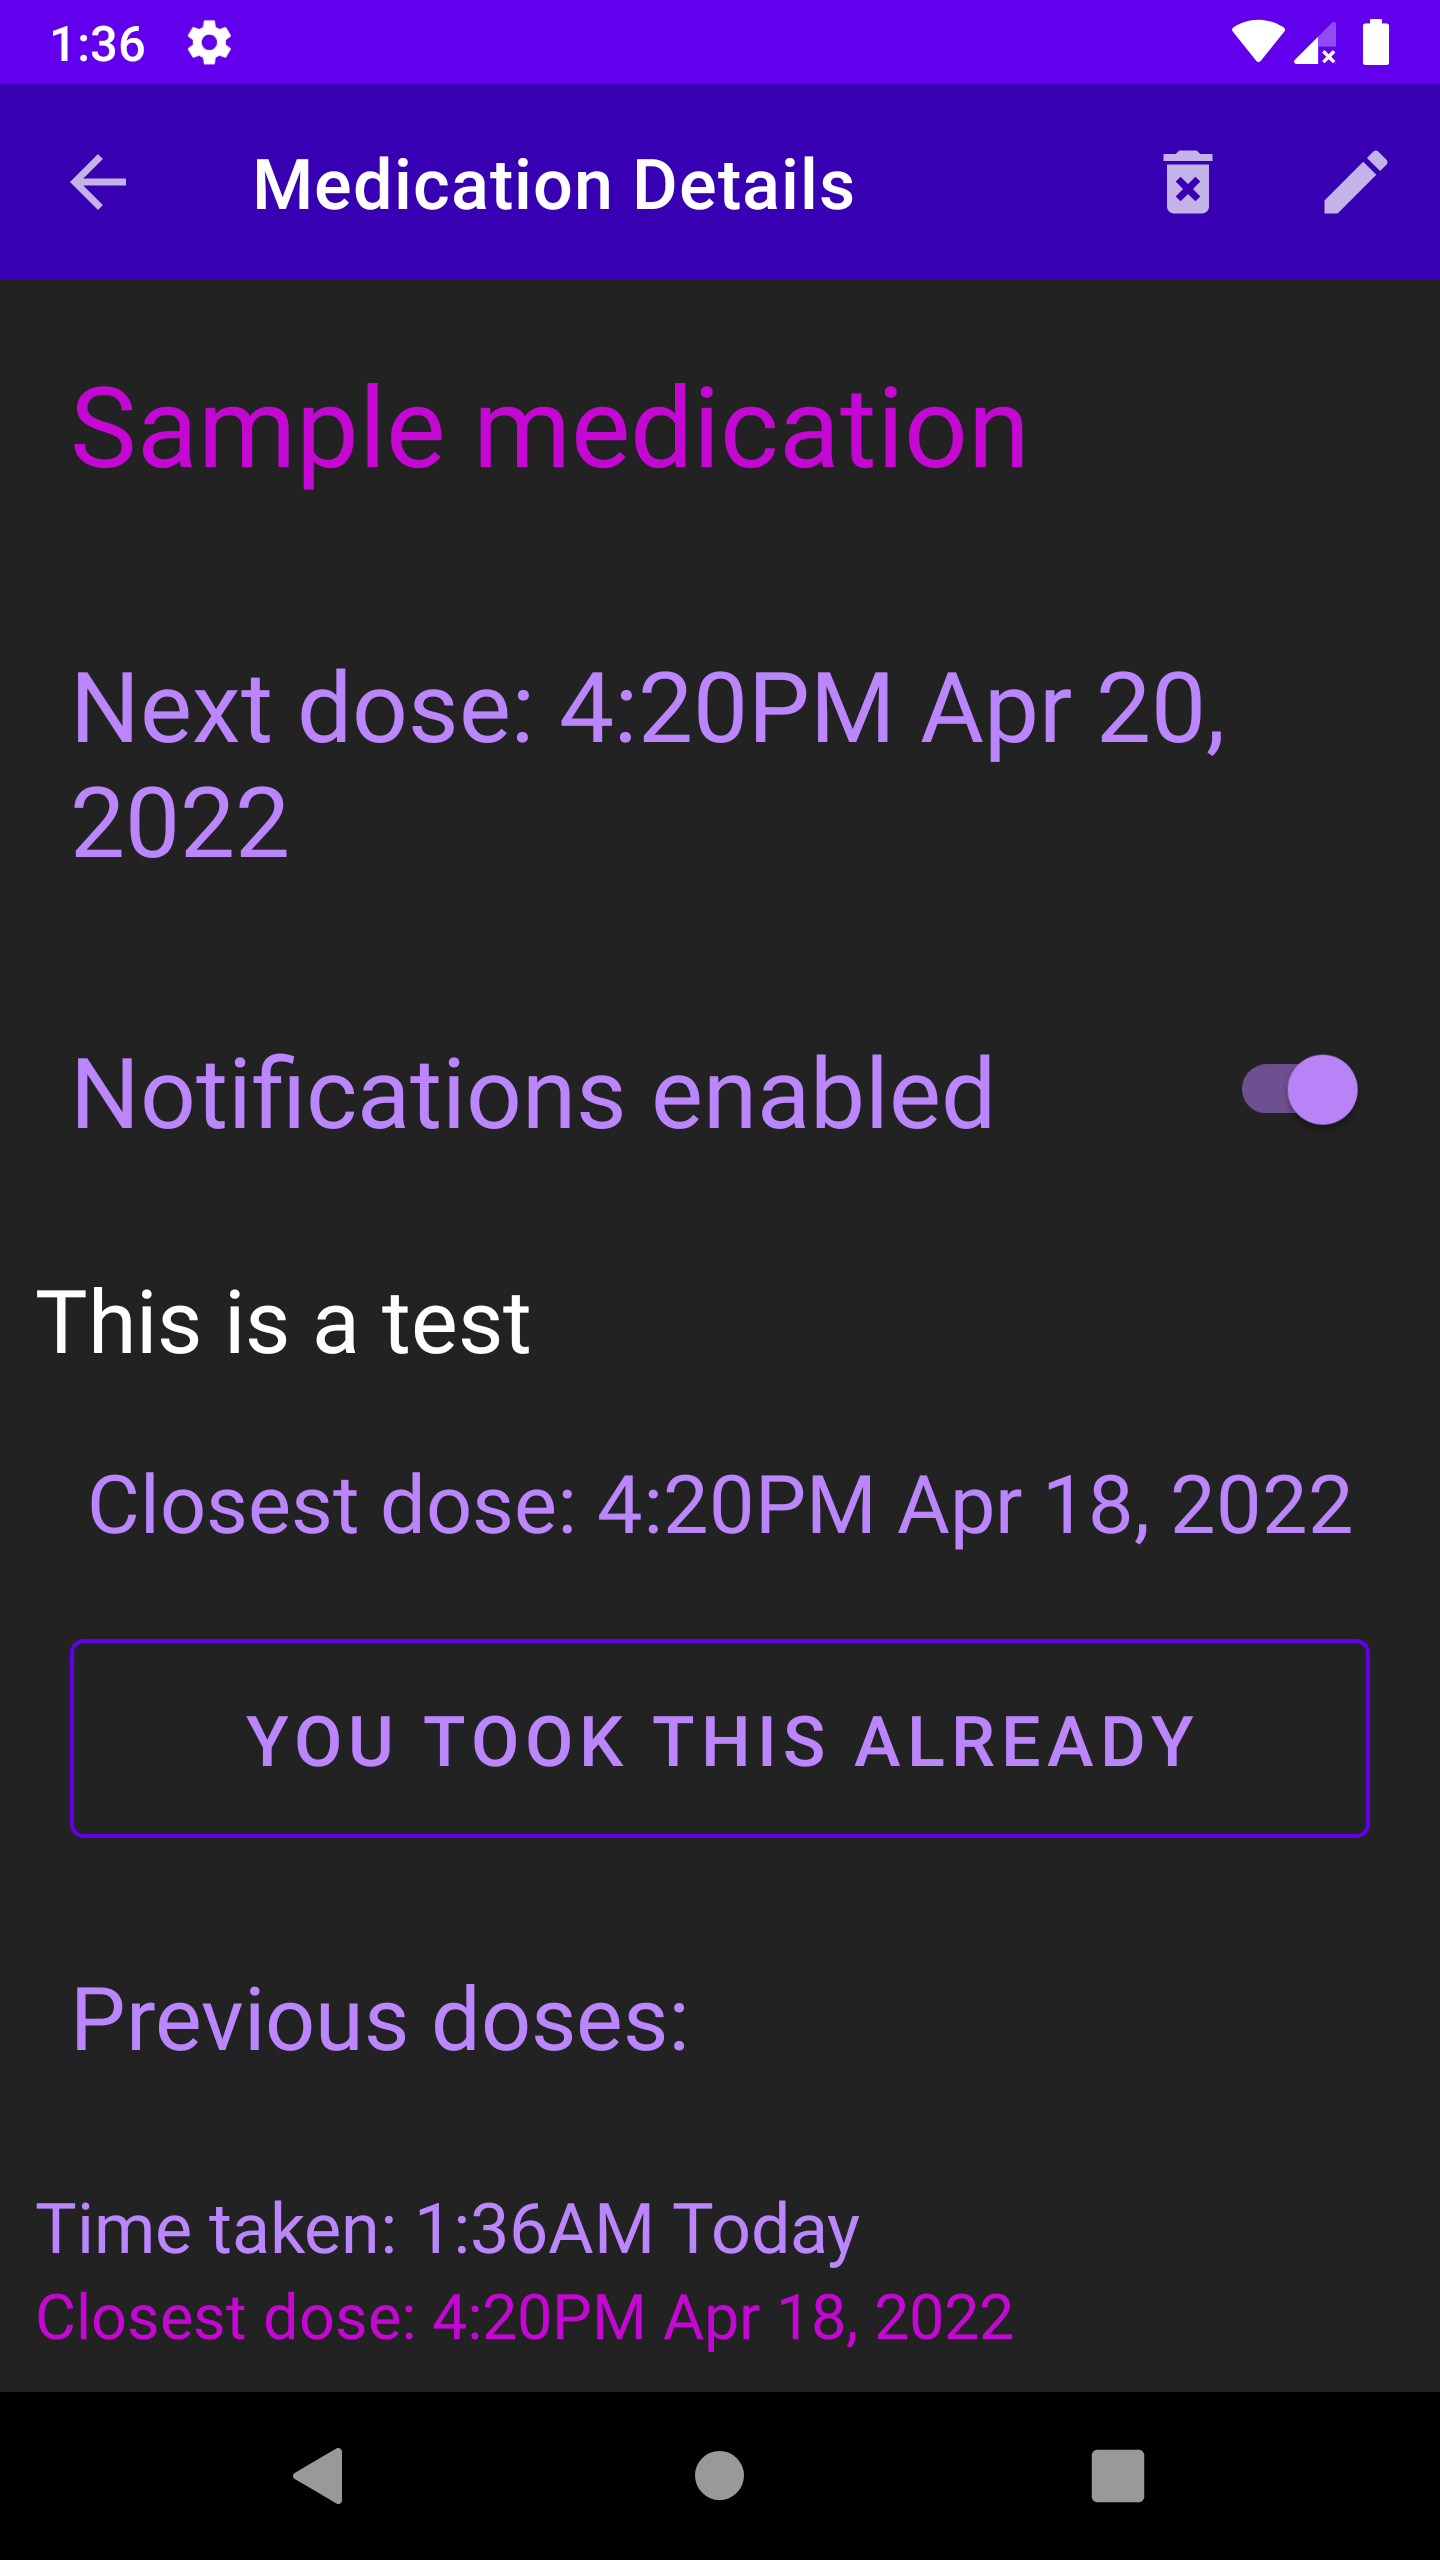 1:36
Medication Details
Sample medication
Next dose: 4:20PM Apr 20,
2022
Notifications enabled
This is a test
Closest dose: 4:20PM Apr 18, 2022
YOU TOOK THIS ALREADY
Previous doses:
Time taken: 1:36AM Today
Closest dose: 4:20PM Apr 18, 2022